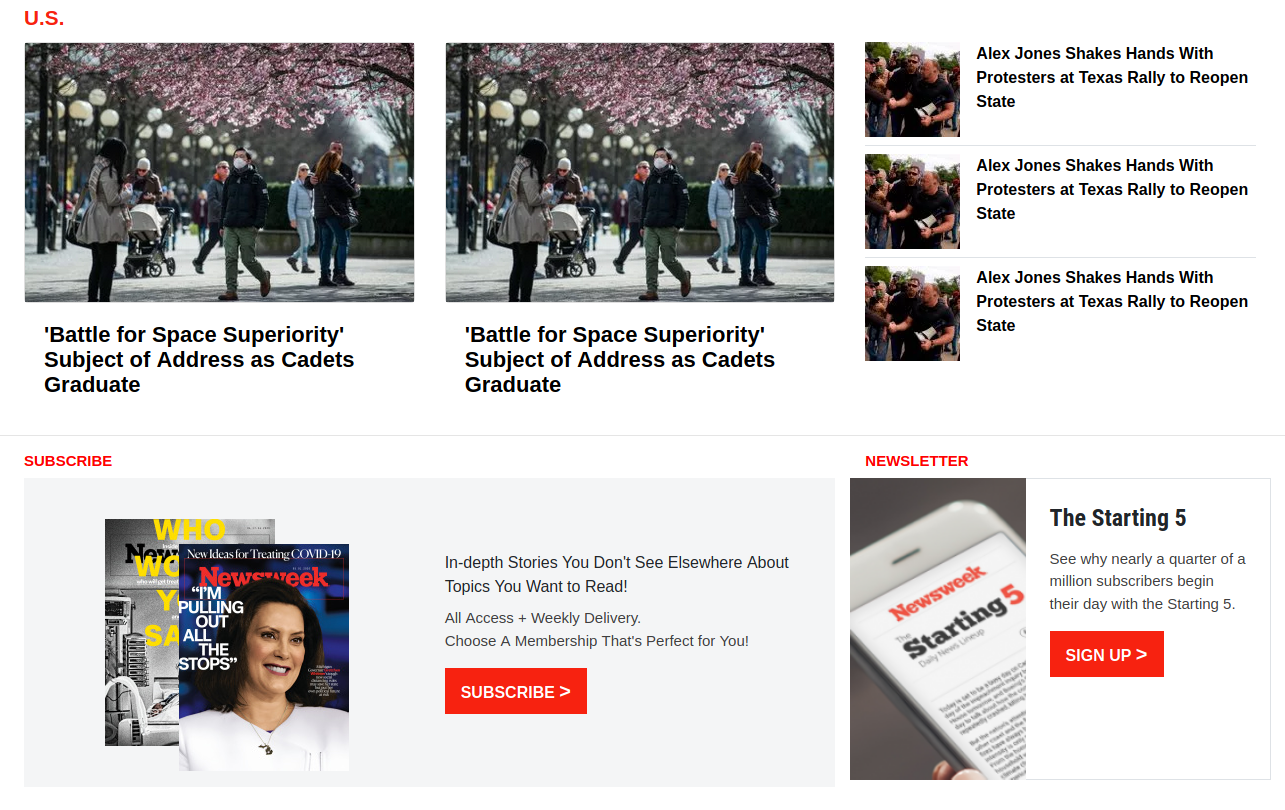 U.S.
'Battle for Space Superiority'
Subject of Address as Cadets
Graduate
'Battle for Space Superiority'
Subject of Address as Cadets
Graduate
Alex Jones Shakes Hands With
Protesters at Texas Rally to Reopen
State
Alex Jones Shakes Hands With
Protesters at Texas Rally to Reopen
State
Alex Jones Shakes Hands With
Protesters at Texas Rally to Reopen
State
SUBSCRIBE
WHO
New Ideas for Treating COVID-19
Newsweek
“I’M
PULLING
OUT
ALL
THE
STOPS”
In-depth Stories You Don't See Elsewhere About
Topics You Want to Read!
All Access + Weekly Delivery.
Choose A Membership That's Perfect for You!
SUBSCRIBE >
NEWSLETTER
Newsweek
The
Starting 5
Daily News Lineup
The Starting 5
See why nearly a quarter of a
million subscribers begin
their day with the Starting 5.
SIGN UP >